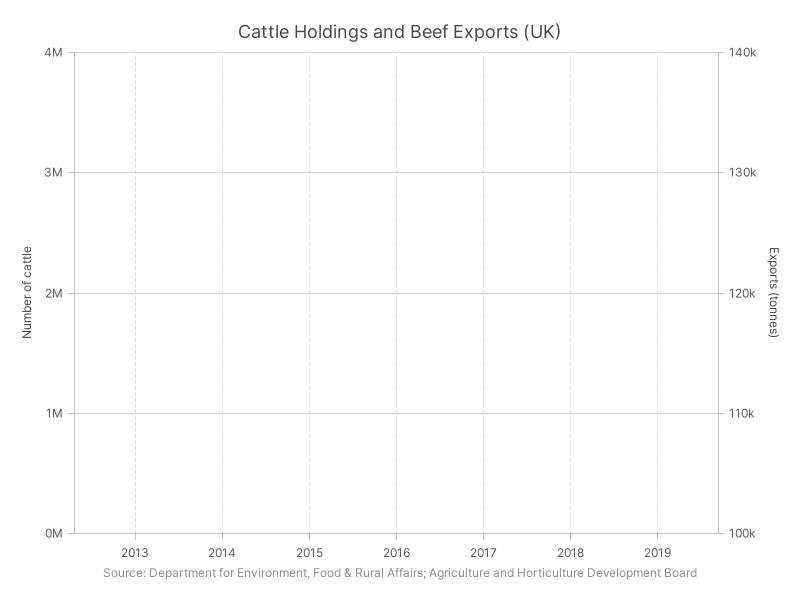 Cattle Holdings and Beef Exports (UK)
4M
140k
3M
130k
Number of cattle
Exports (tonnes)
2M
120k
1M
110k
0M
100k
2013 2014 2015 2016 2017 2018 2019
Source: Department for Environment, Food & Rural Affairs; Agriculture and Horticulture Development Board